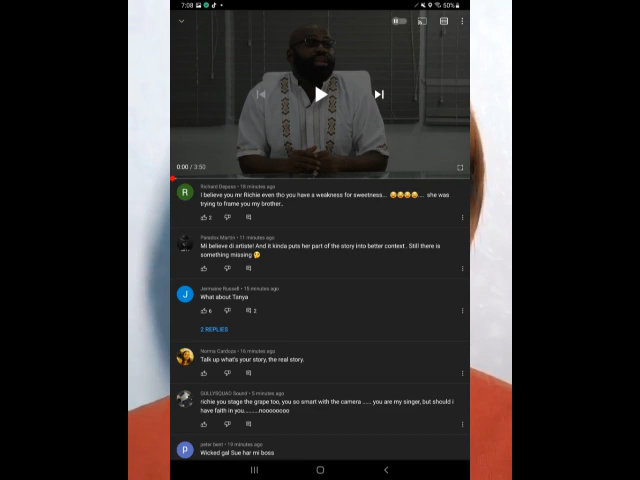 7:08
50%
0:00 / 3:50
R
Richard Deposs • 18 minutes ago
I believe you mr Richie even tho you have a weakness for sweetness... 😄😄😄😄.... she was
trying to frame you my brother..
2
Paradox Martin • 11 minutes ago
Mi believe di artiste! And it kinda puts her part of the story into better context . Still there is
something missing 🤔
J
Jermaine Russell • 15 minutes ago
What about Tanya
6 2
2 REPLIES
Norma Cardoza • 16 minutes ago
Talk up what's your story, the real story.
GULLYSQUAD Sound • 5 minutes ago
richie you stage the grape too, you so smart with the camera ...... you are my singer, but should i
have faith in you.........nooooooo
p
peter bent • 19 minutes ago
Wicked gal Sue har mi boss